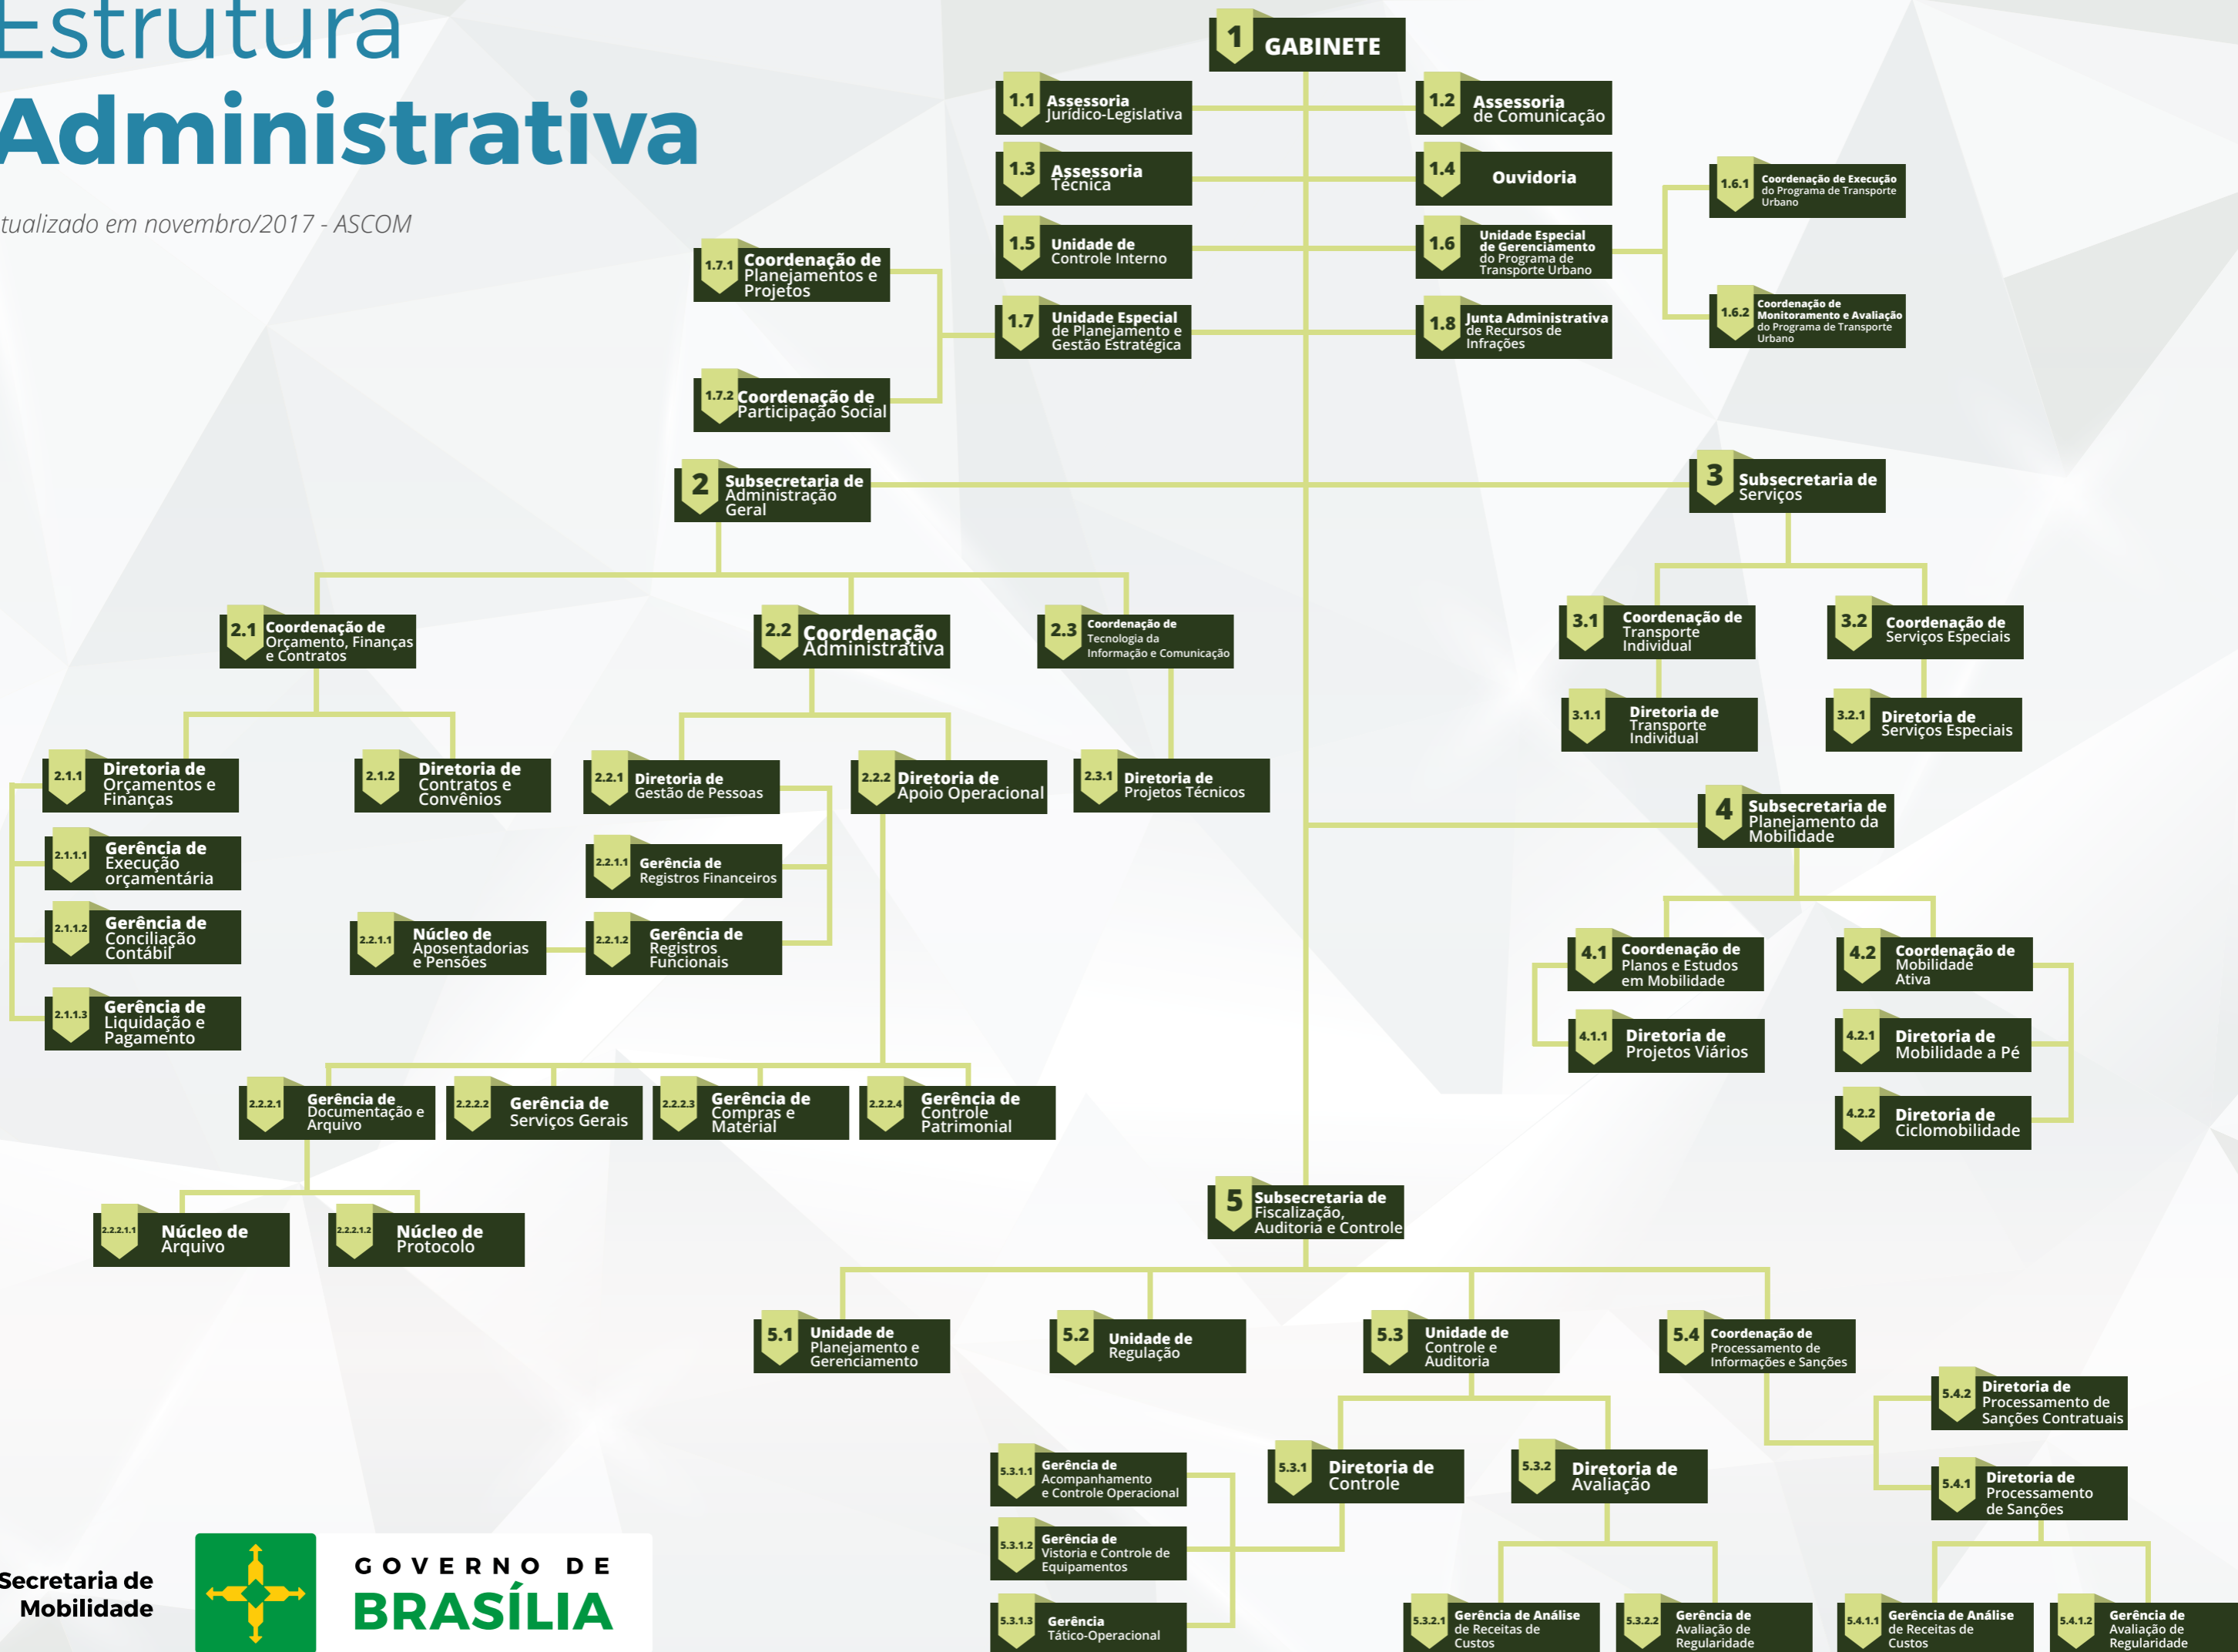 Estrutura
Administrativa
tualizado em novembro/2017 - ASCOM
1 GABINETE
1.1 Assessoria
Jurídico-Legislativa
1.2 Assessoria
de Comunicação
1.3 Assessoria
Técnica
1.4 Ouvidoria
1.5 Unidade de
Controle Interno
1.6 Unidade Especial
de Gerenciamento
do Programa de
Transporte Urbano
1.6.1 Coordenação de Execução
do Programa de Transporte
Urbano
1.6.2 Coordenação de
Monitoramento e Avaliação
do Programa de Transporte
Urbano
1.7 Unidade Especial
de Planejamento e
Gestão Estratégica
1.7.1 Coordenação de
Planejamentos e
Projetos
1.7.2 Coordenação de
Participação Social
1.8 Junta Administrativa
de Recursos de
Infrações
2 Subsecretaria de
Administração
Geral
3 Subsecretaria de
Serviços
2.1 Coordenação de
Orçamento, Finanças
e Contratos
2.2 Coordenação
Administrativa
2.3 Coordenação de
Tecnologia da
Informação e Comunicação
3.1 Coordenação de
Transporte
Individual
3.2 Coordenação de
Serviços Especiais
3.1.1 Diretoria de
Transporte
Individual
3.2.1 Diretoria de
Serviços Especiais
2.1.1 Diretoria de
Orçamentos e
Finanças
2.1.2 Diretoria de
Contratos e
Convênios
2.2.1 Diretoria de
Gestão de Pessoas
2.2.2 Diretoria de
Apoio Operacional
2.3.1 Diretoria de
Projetos Técnicos
4 Subsecretaria de
Planejamento da
Mobilidade
2.1.1.1 Gerência de
Execução
orçamentária
2.2.1.1 Gerência de
Registros Financeiros
2.1.1.2 Gerência de
Conciliação
Contábil
2.2.1.1 Núcleo de
Aposentadorias
e Pensões
2.2.1.2 Gerência de
Registros
Funcionais
4.1 Coordenação de
Planos e Estudos
em Mobilidade
4.2 Coordenação de
Mobilidade
Ativa
2.1.1.3 Gerência de
Liquidação e
Pagamento
4.1.1 Diretoria de
Projetos Viários
4.2.1 Diretoria de
Mobilidade a Pé
2.2.2.1 Gerência de
Documentação e
Arquivo
2.2.2.2 Gerência de
Serviços Gerais
2.2.2.3 Gerência de
Compras e
Material
2.2.2.4 Gerência de
Controle
Patrimonial
4.2.2 Diretoria de
Ciclomobilidade
2.2.2.1.1 Núcleo de
Arquivo
2.2.2.1.2 Núcleo de
Protocolo
5 Subsecretaria de
Fiscalização,
Auditoria e Controle
5.1 Unidade de
Planejamento e
Gerenciamento
5.2 Unidade de
Regulação
5.3 Unidade de
Controle e
Auditoria
5.4 Coordenação de
Processamento de
Informações e Sanções
5.4.2 Diretoria de
Processamento de
Sanções Contratuais
5.3.1.1 Gerência de
Acompanhamento
e Controle Operacional
5.3.1 Diretoria de
Controle
5.3.2 Diretoria de
Avaliação
5.4.1 Diretoria de
Processamento
de Sanções
5.3.1.2 Gerência de
Vistoria e Controle de
Equipamentos
5.3.1.3 Gerência
Tático-Operacional
5.3.2.1 Gerência de Análise
de Receitas de
Custos
5.3.2.2 Gerência de
Avaliação de
Regularidade
5.4.1.1 Gerência de Análise
de Receitas de
Custos
5.4.1.2 Gerência de
Avaliação de
Regularidade
Secretaria de
Mobilidade
GOVERNO DE
BRASÍLIA